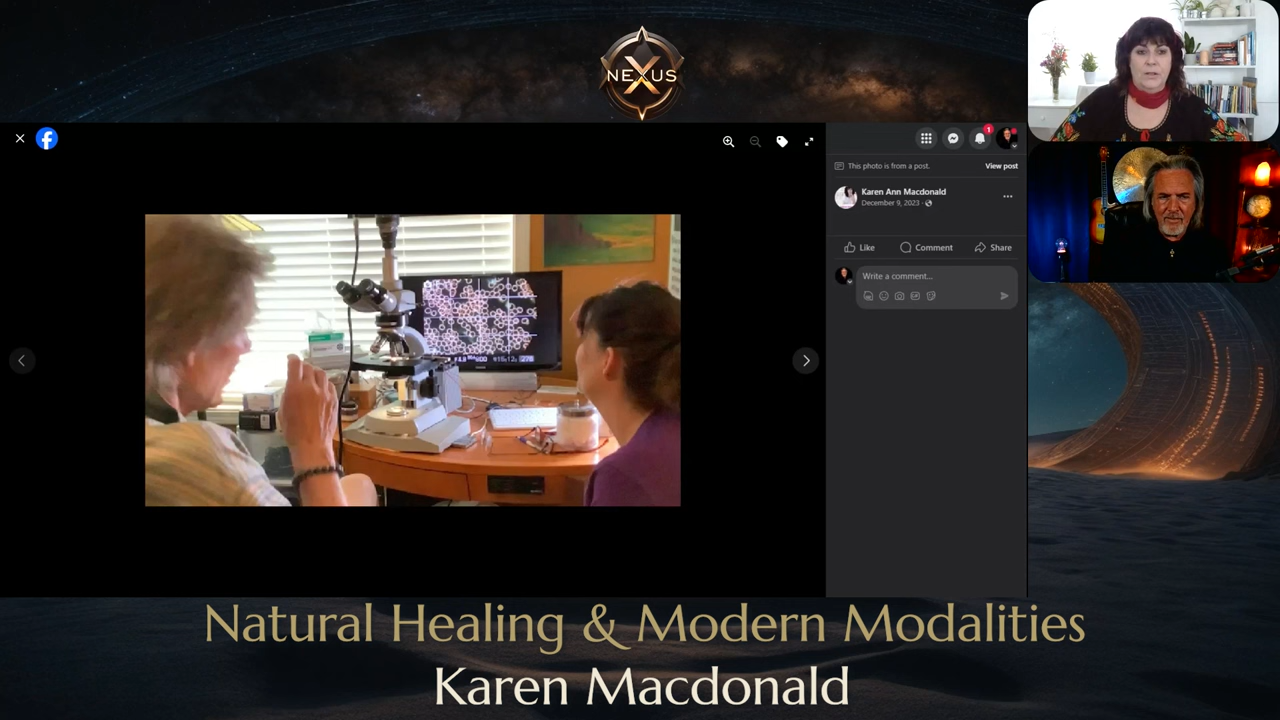 NEXUS
This photo is from a post.
View post
Karen Ann Macdonald
December 9, 2023 ·
Like
Comment
Share
Write a comment...
1
Natural Healing & Modern Modalities
Karen Macdonald